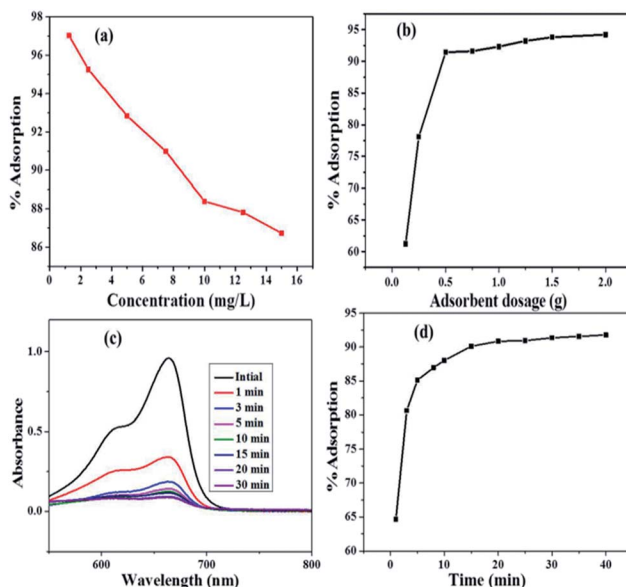 (a)
98
96
94
92
90
88
86
% Adsorption
0 2 4 6 8 10 12 14 16
Concentration (mg/L)
(b)
95
90
85
80
75
70
65
60
% Adsorption
0.0 0.5 1.0 1.5 2.0
Adsorbent dosage (g)
(c)
1.0
0.5
0.0
Absorbance
Intial
1 min
3 min
5 min
10 min
15 min
20 min
30 min
600 700 800
Wavelength (nm)
(d)
95
90
85
80
75
70
65
60
% Adsorption
0 10 20 30 40
Time (min)